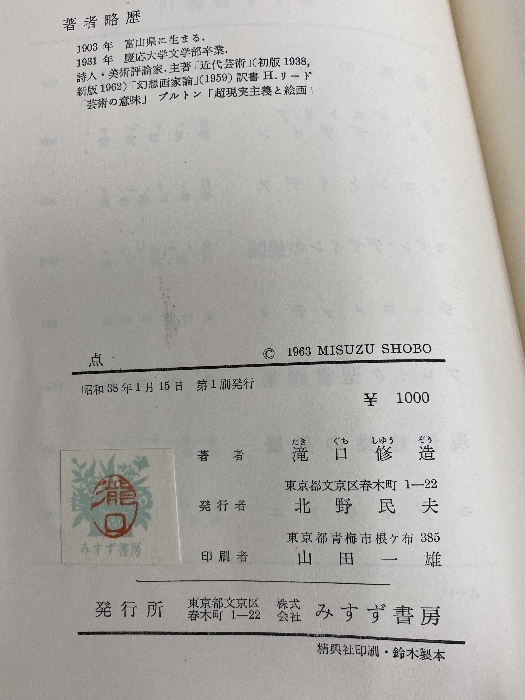 著者略歴
1903 年 富山県に生まる.
1931 年 慶応大学文学部卒業.
詩人・美術評論家. 主著「近代芸術」(初版 1938,
新版 1962)「幻想画家論」(1959) 訳書 H. リード
「芸術の意味」 ブルトン「超現実主義と絵画」
点
© 1963 MISUZU SHOBO
昭和 38 年 1 月 15 日 第 1 刷発行
¥ 1000
たき ぐち しゆう ぞう
著者 滝口修造
東京都文京区春木町 1―22
発行者 北野民夫
東京都青梅市根ヶ布 385
印刷者 山田一雄
瀧口
みすず書房
発行所 東京都文京区春木町 1―22 株式会社 みすず書房
精興社印刷・鈴木製本